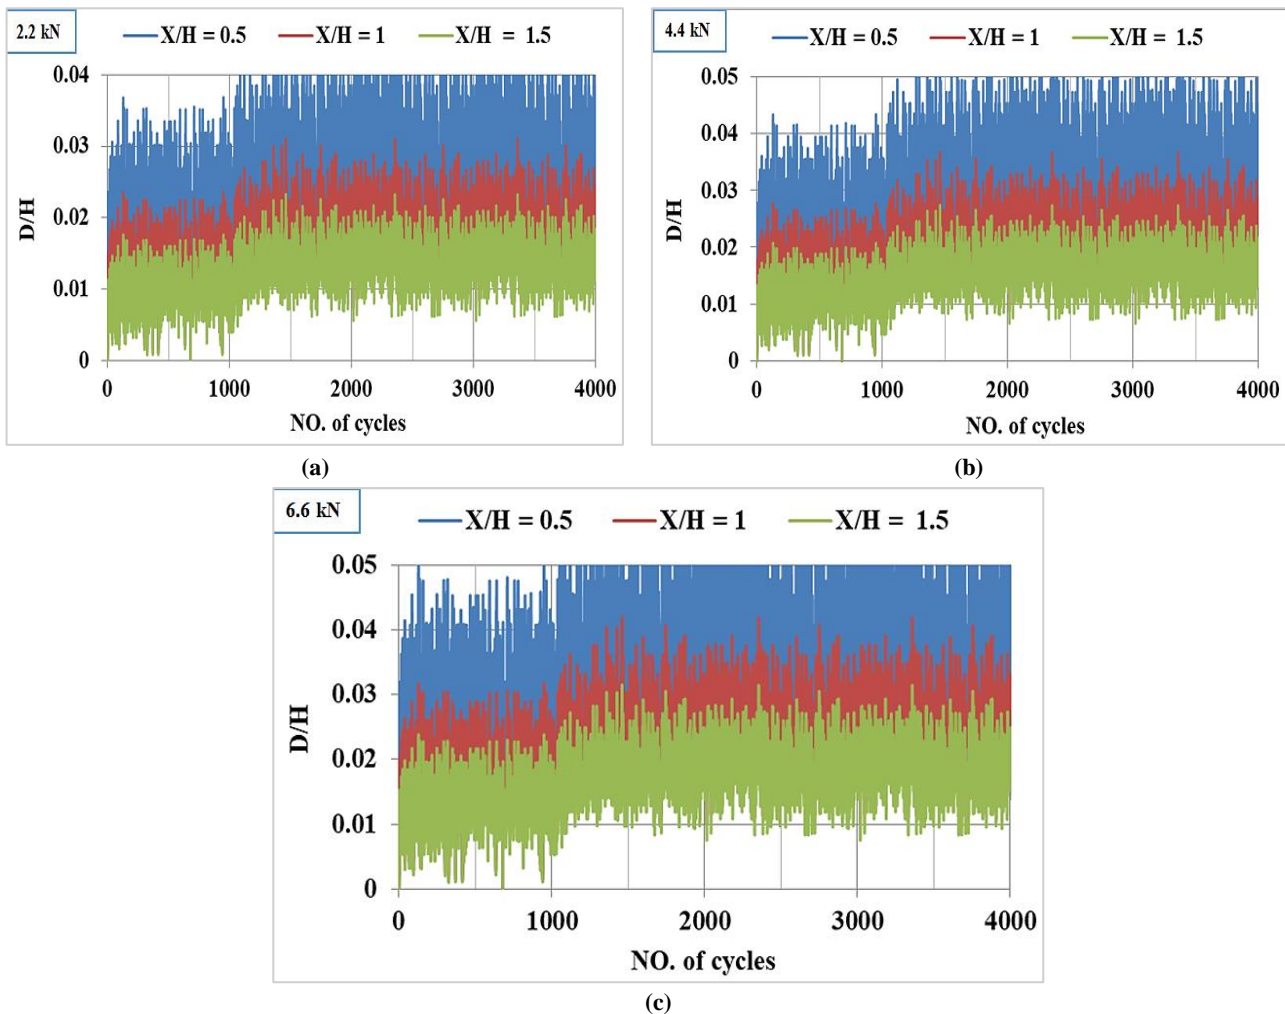 2.2 kN
X/H = 0.5 X/H = 1 X/H = 1.5
0.04
0.03
0.02
0.01
0
D/H
0 1000 2000 3000 4000
NO. of cycles
(a)
4.4 kN
X/H = 0.5 X/H = 1 X/H = 1.5
0.05
0.04
0.03
0.02
0.01
0
D/H
0 1000 2000 3000 4000
NO. of cycles
(b)
6.6 kN
X/H = 0.5 X/H = 1 X/H = 1.5
0.05
0.04
0.03
0.02
0.01
0
D/H
0 1000 2000 3000 4000
NO. of cycles
(c)